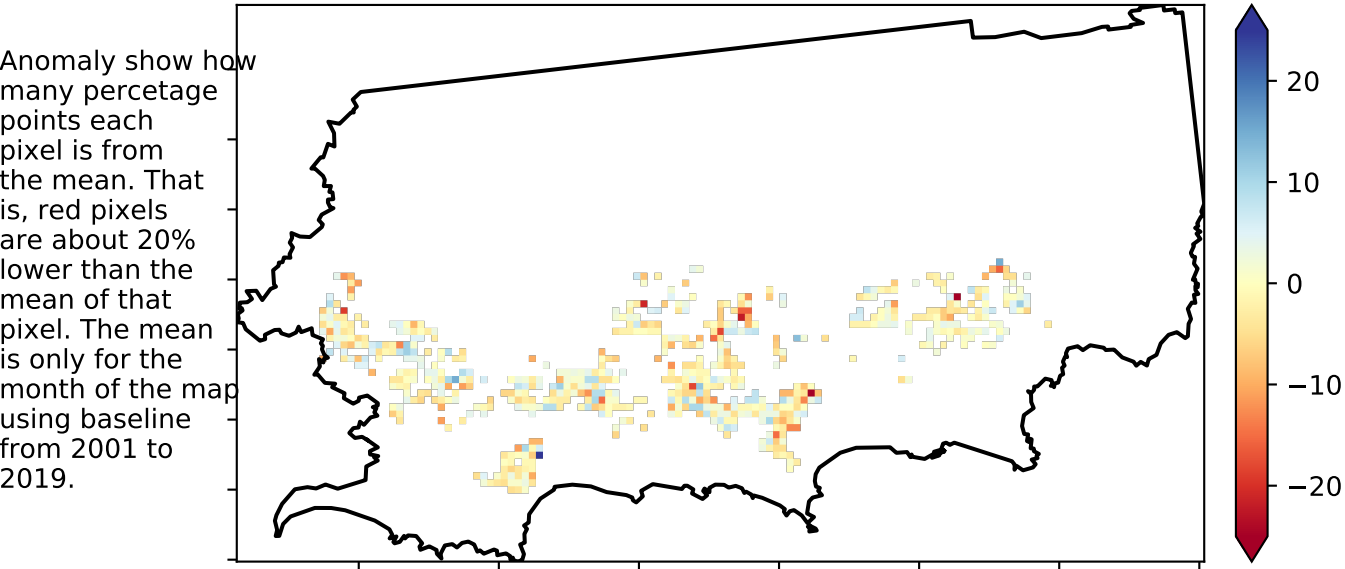 Anomaly show how
many percetage
points each
pixel is from
the mean. That
is, red pixels
are about 20%
lower than the
mean of that
pixel. The mean
is only for the
month of the map
using baseline
from 2001 to
2019.
20
10
0
−10
−20